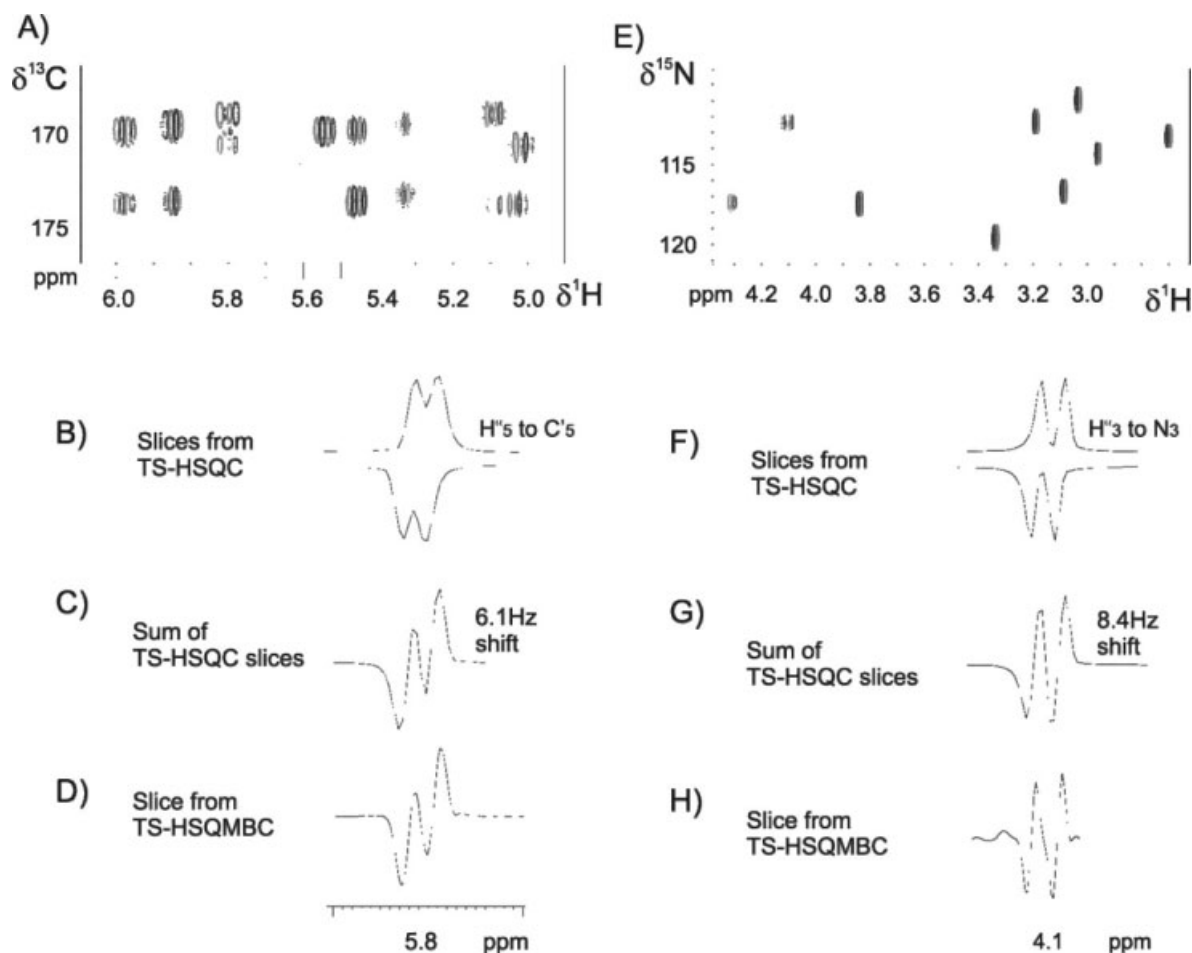 A)
δ¹³C
170
175
ppm
6.0 5.8 5.6 5.4 5.2 5.0 δ¹H
E)
δ¹⁵N
115
120
ppm 4.2 4.0 3.8 3.6 3.4 3.2 3.0 δ¹H
B)
Slices from
TS-HSQC
H"₅ to C'₅
F)
Slices from
TS-HSQC
H"₃ to N₃
C)
Sum of
TS-HSQC slices
6.1Hz
shift
G)
Sum of
TS-HSQC slices
8.4Hz
shift
D)
Slice from
TS-HSQMBC
5.8 ppm
H)
Slice from
TS-HSQMBC
4.1 ppm